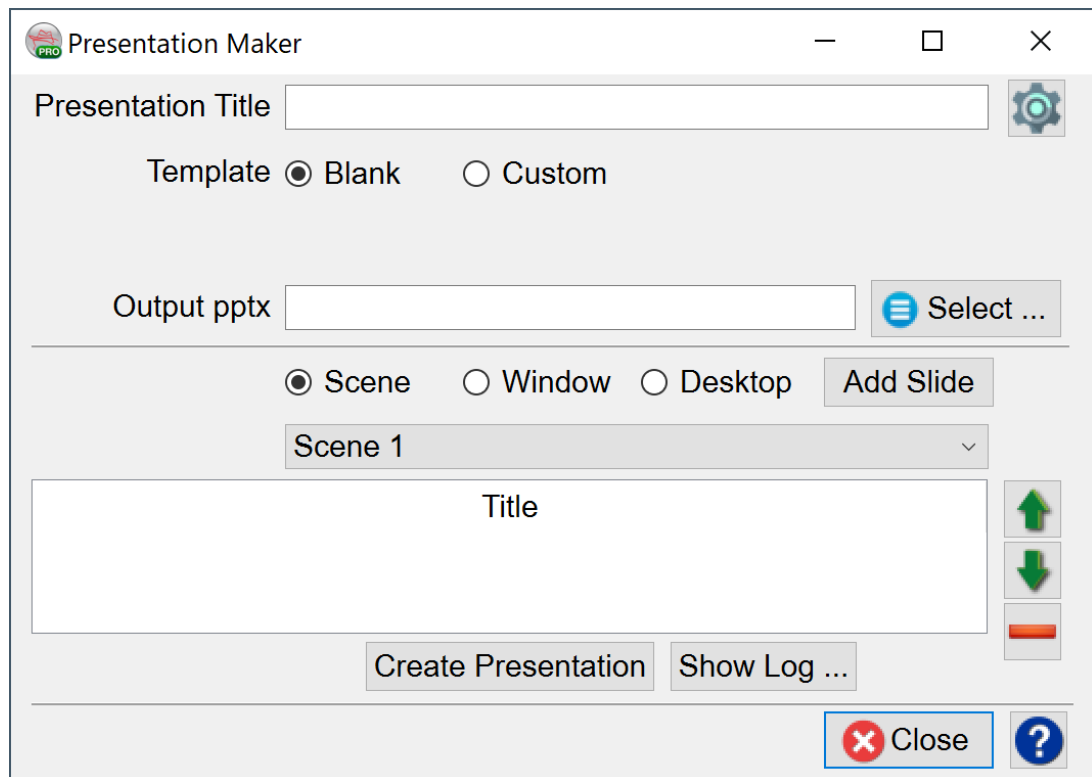 PRO Presentation Maker
Presentation Title
Template Blank Custom
Output pptx Select ...
Scene Window Desktop Add Slide
Scene 1
Title
Create Presentation Show Log ...
Close ?